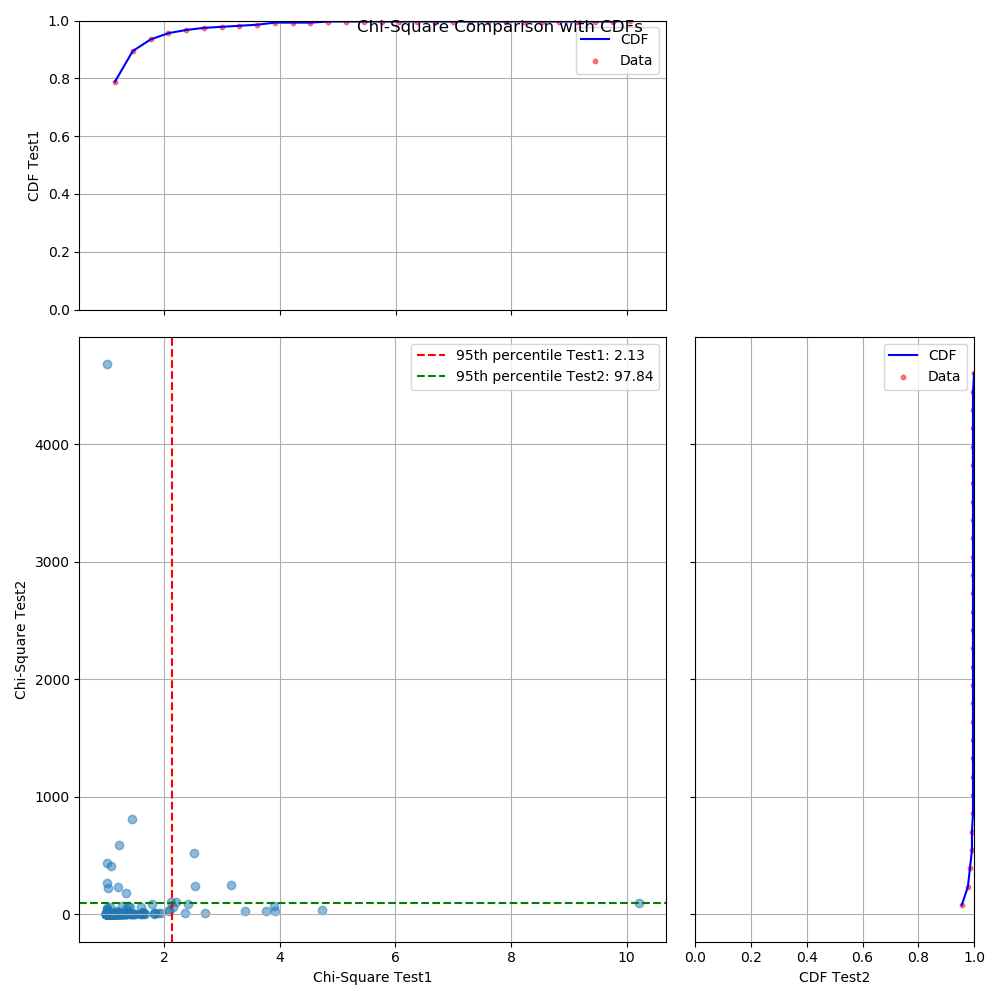 Chi-Square Comparison with CDFs
1.0
0.8
0.6
0.4
0.2
0.0
CDF Test1
CDF
Data
95th percentile Test1: 2.13
95th percentile Test2: 97.84
4000
3000
2000
1000
0
Chi-Square Test2
2
4
6
8
10
Chi-Square Test1
CDF
Data
0.0
0.2
0.4
0.6
0.8
1.0
CDF Test2